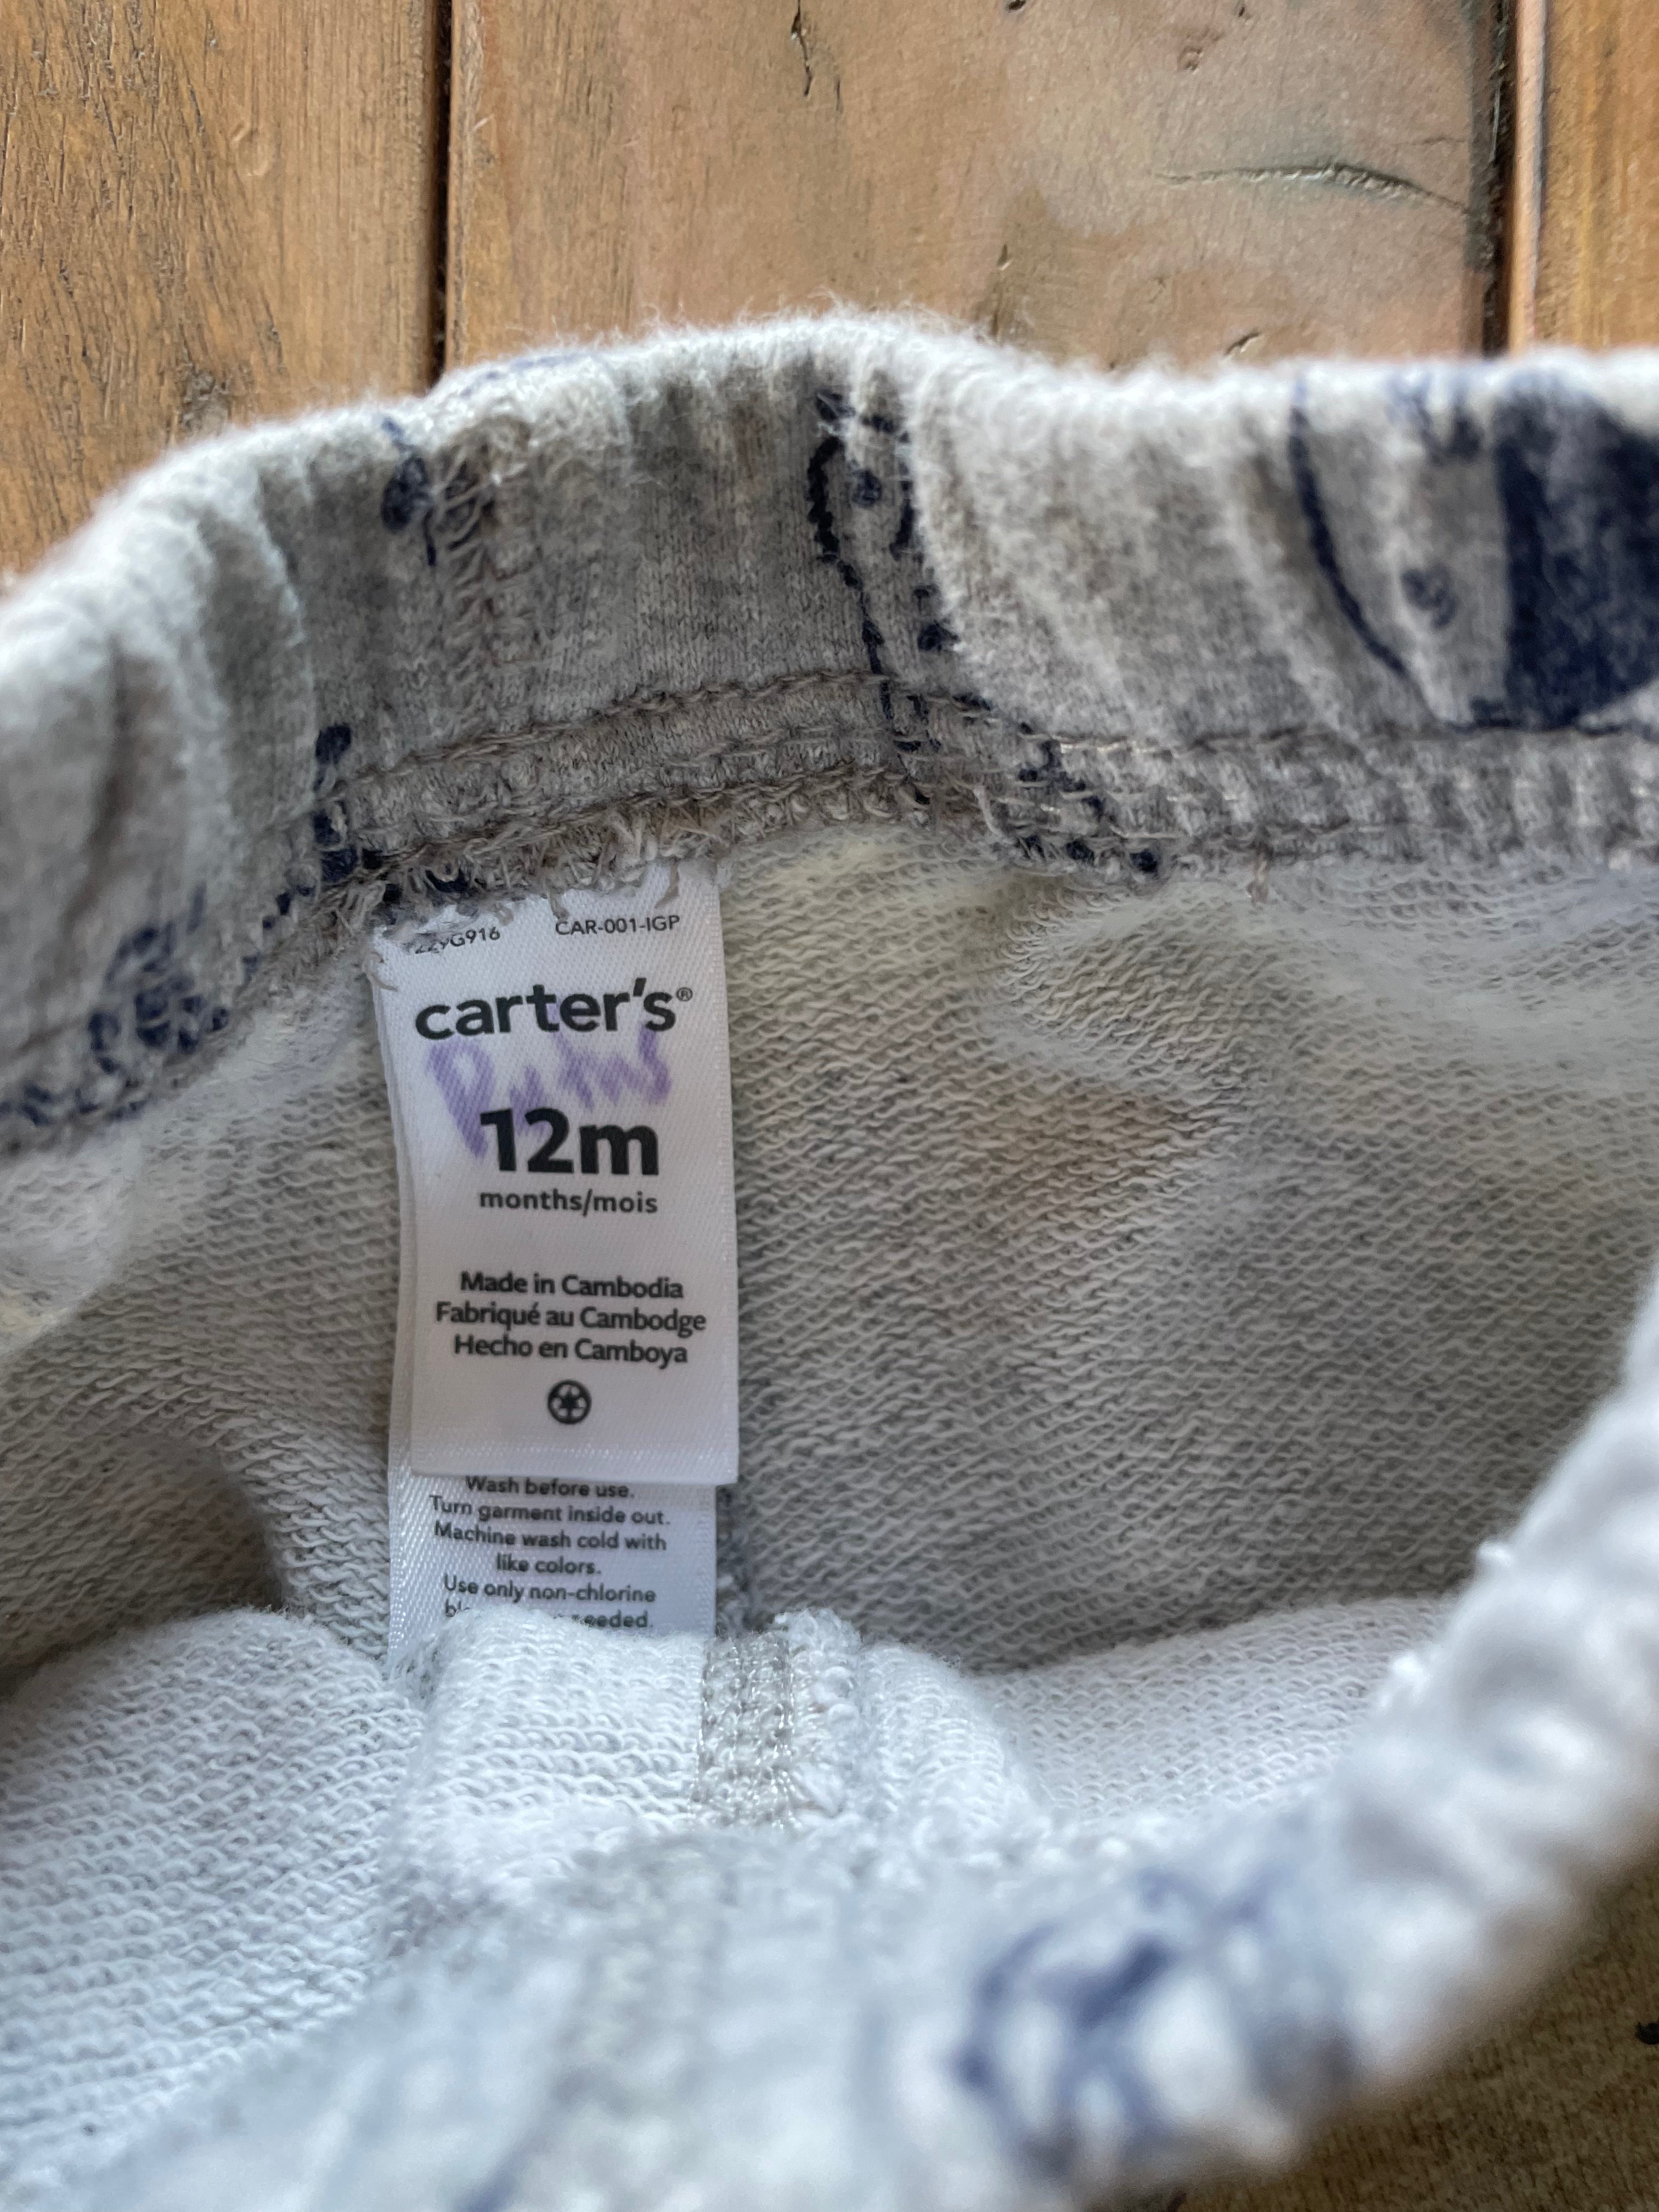 CAR-001-IGP
carter's®
12m
months/mois
Made in Cambodia
Fabriqué au Cambodge
Hecho en Camboya
Wash before use.
Turn garment inside out.
Machine wash cold with
like colors.
Use only non-chlorine